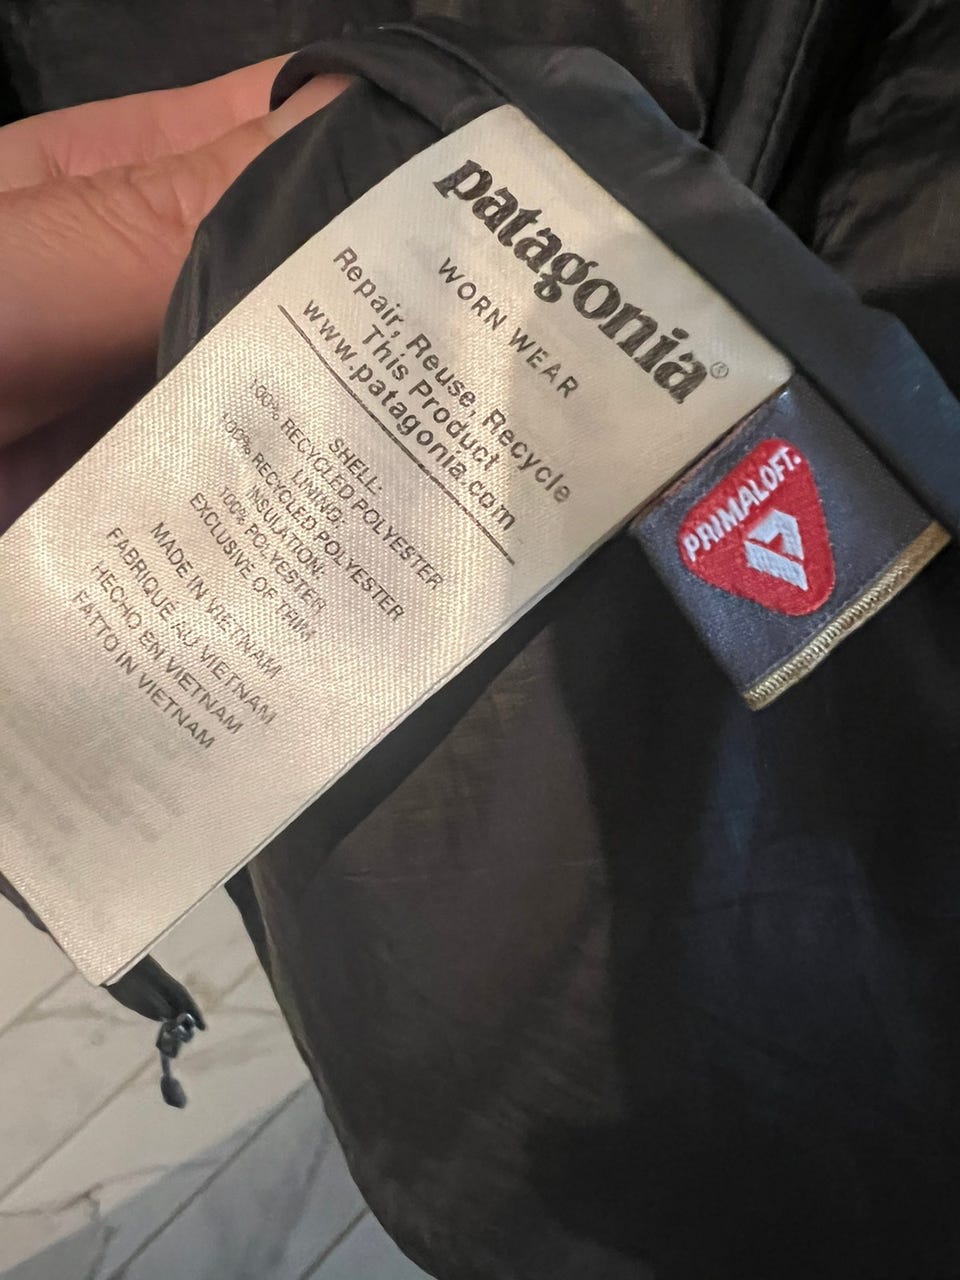 patagonia®
WORN WEAR
Repair, Reuse, Recycle
This Product
www.patagonia.com
SHELL:
100% RECYCLED POLYESTER
LINING:
100% RECYCLED POLYESTER
INSULATION:
100% POLYESTER
EXCLUSIVE OF TRIM
MADE IN VIETNAM
FABRIQUÉ AU VIETNAM
HECHO EN VIETNAM
FATTO IN VIETNAM
PRIMALOFT®